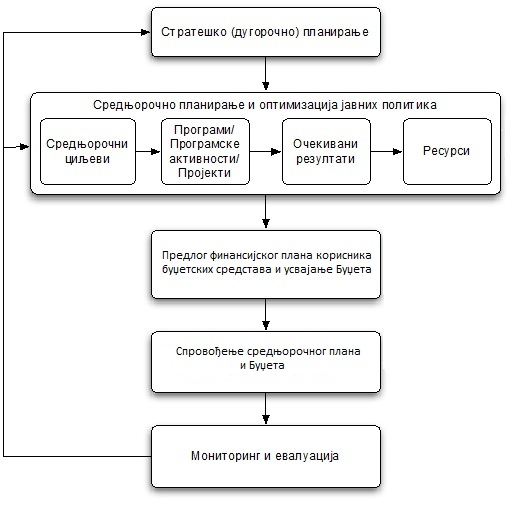 Стратешко (дугорочно) планирање
Средњорочно планирање и оптимизација јавних политика
Средњорочни
циљеви
Програми/
Програмске
активности/
Пројекти
Очекивани
резултати
Ресурси
Предлог финансијског плана корисника
буџетских средстава и усвајање Буџета
Спровођење средњорочног плана
и Буџета
Мониторинг и евалуација